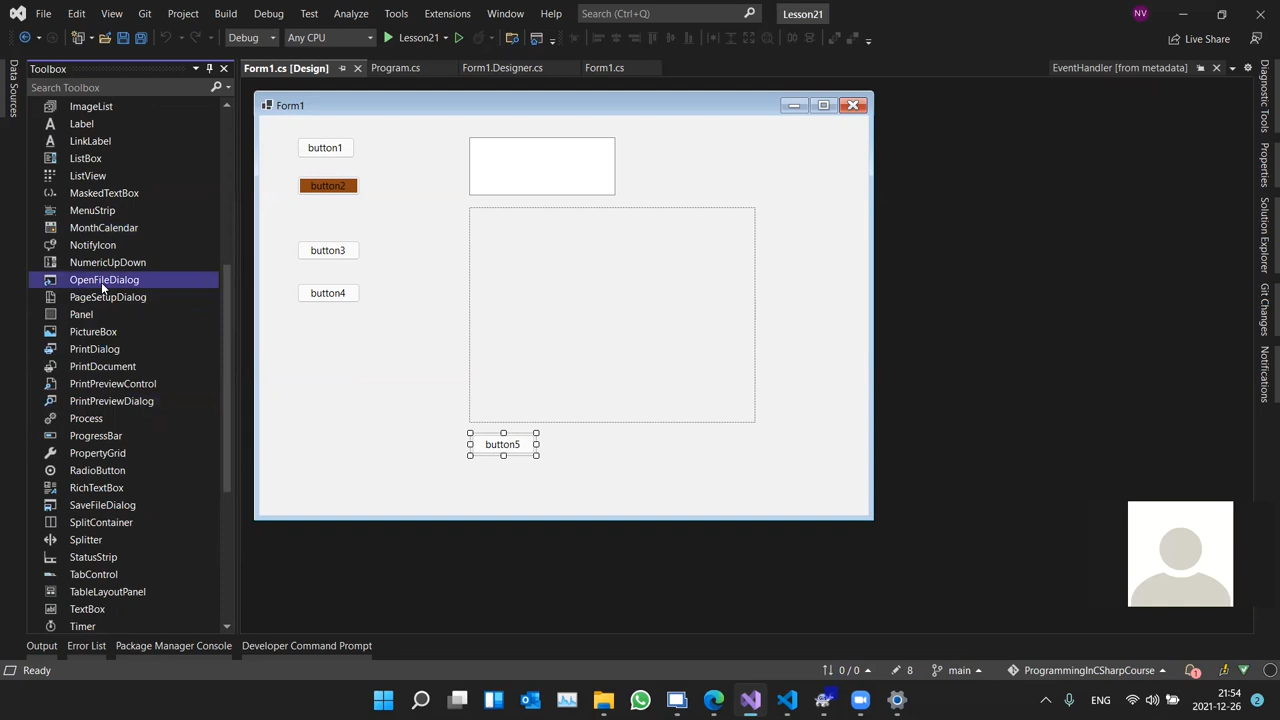 File Edit View Git Project Build Debug Test Analyze Tools Extensions Window Help Search (Ctrl+Q) Lesson21 NV
Debug Any CPU Lesson21 Live Share
Toolbox Form1.cs [Design] Program.cs Form1.Designer.cs Form1.cs EventHandler [from metadata]
Search Toolbox
Data Sources
ImageList
Label
LinkLabel
ListBox
ListView
MaskedTextBox
MenuStrip
MonthCalendar
NotifyIcon
NumericUpDown
OpenFileDialog
PageSetupDialog
Panel
PictureBox
PrintDialog
PrintDocument
PrintPreviewControl
PrintPreviewDialog
Process
ProgressBar
PropertyGrid
RadioButton
RichTextBox
SaveFileDialog
SplitContainer
Splitter
StatusStrip
TabControl
TableLayoutPanel
TextBox
Timer
Form1
button1
button2
button3
button4
button5
Diagnostic Tools
Properties
Solution Explorer
Git Changes
Notifications
Output Error List Package Manager Console Developer Command Prompt
Ready 0 / 0 8 main ProgrammingInCSharpCourse 1
ENG 21:54
2021-12-26